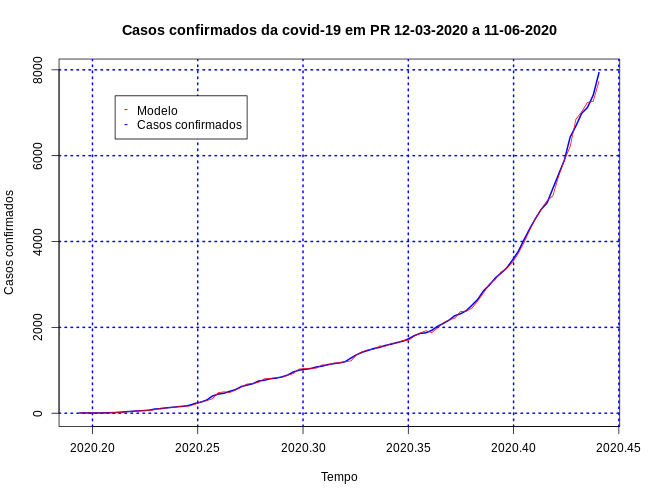 Casos confirmados da covid-19 em PR 12-03-2020 a 11-06-2020
8000
6000
4000
2000
0
Casos confirmados
Modelo
Casos confirmados
2020.20 2020.25 2020.30 2020.35 2020.40 2020.45
Tempo